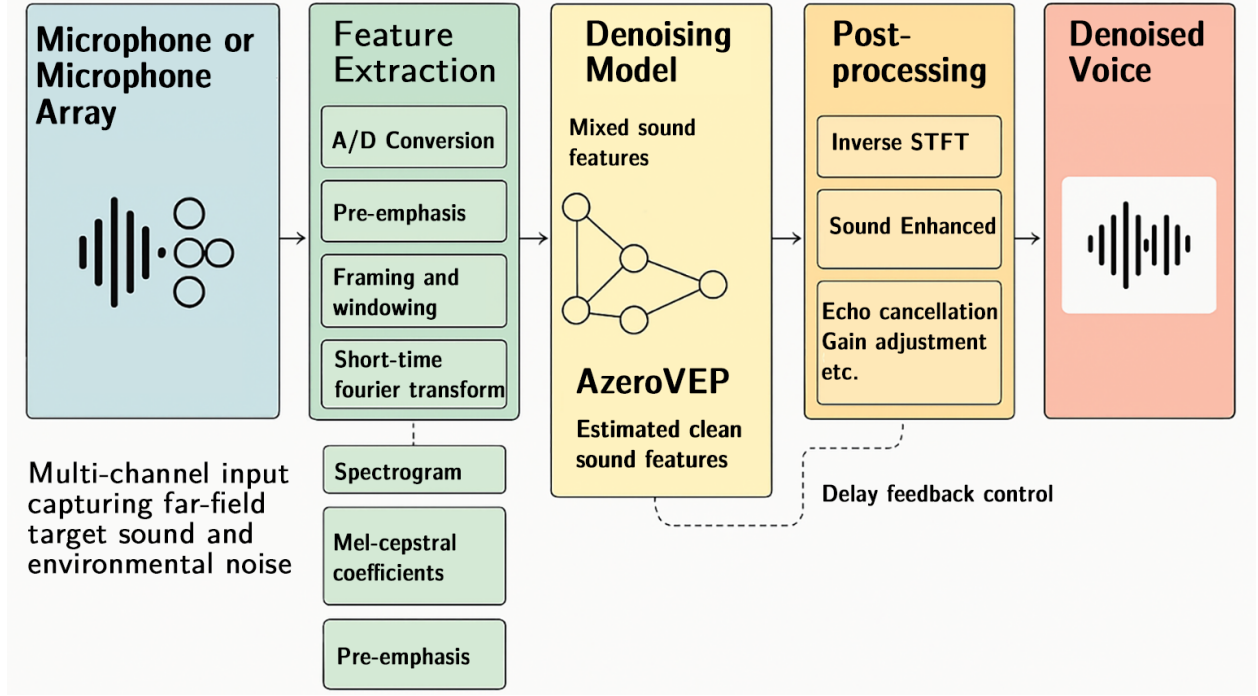 Microphone or
Microphone
Array
Feature
Extraction
A/D Conversion
Pre-emphasis
Framing and
windowing
Short-time
fourier transform
Spectrogram
Mel-cepstral
coefficients
Pre-emphasis
Denoising
Model
Mixed sound
features
AzeroVEP
Estimated clean
sound features
Post-
processing
Inverse STFT
Sound Enhanced
Echo cancellation
Gain adjustment
etc.
Delay feedback control
Denoised
Voice
Multi-channel input
capturing far-field
target sound and
environmental noise